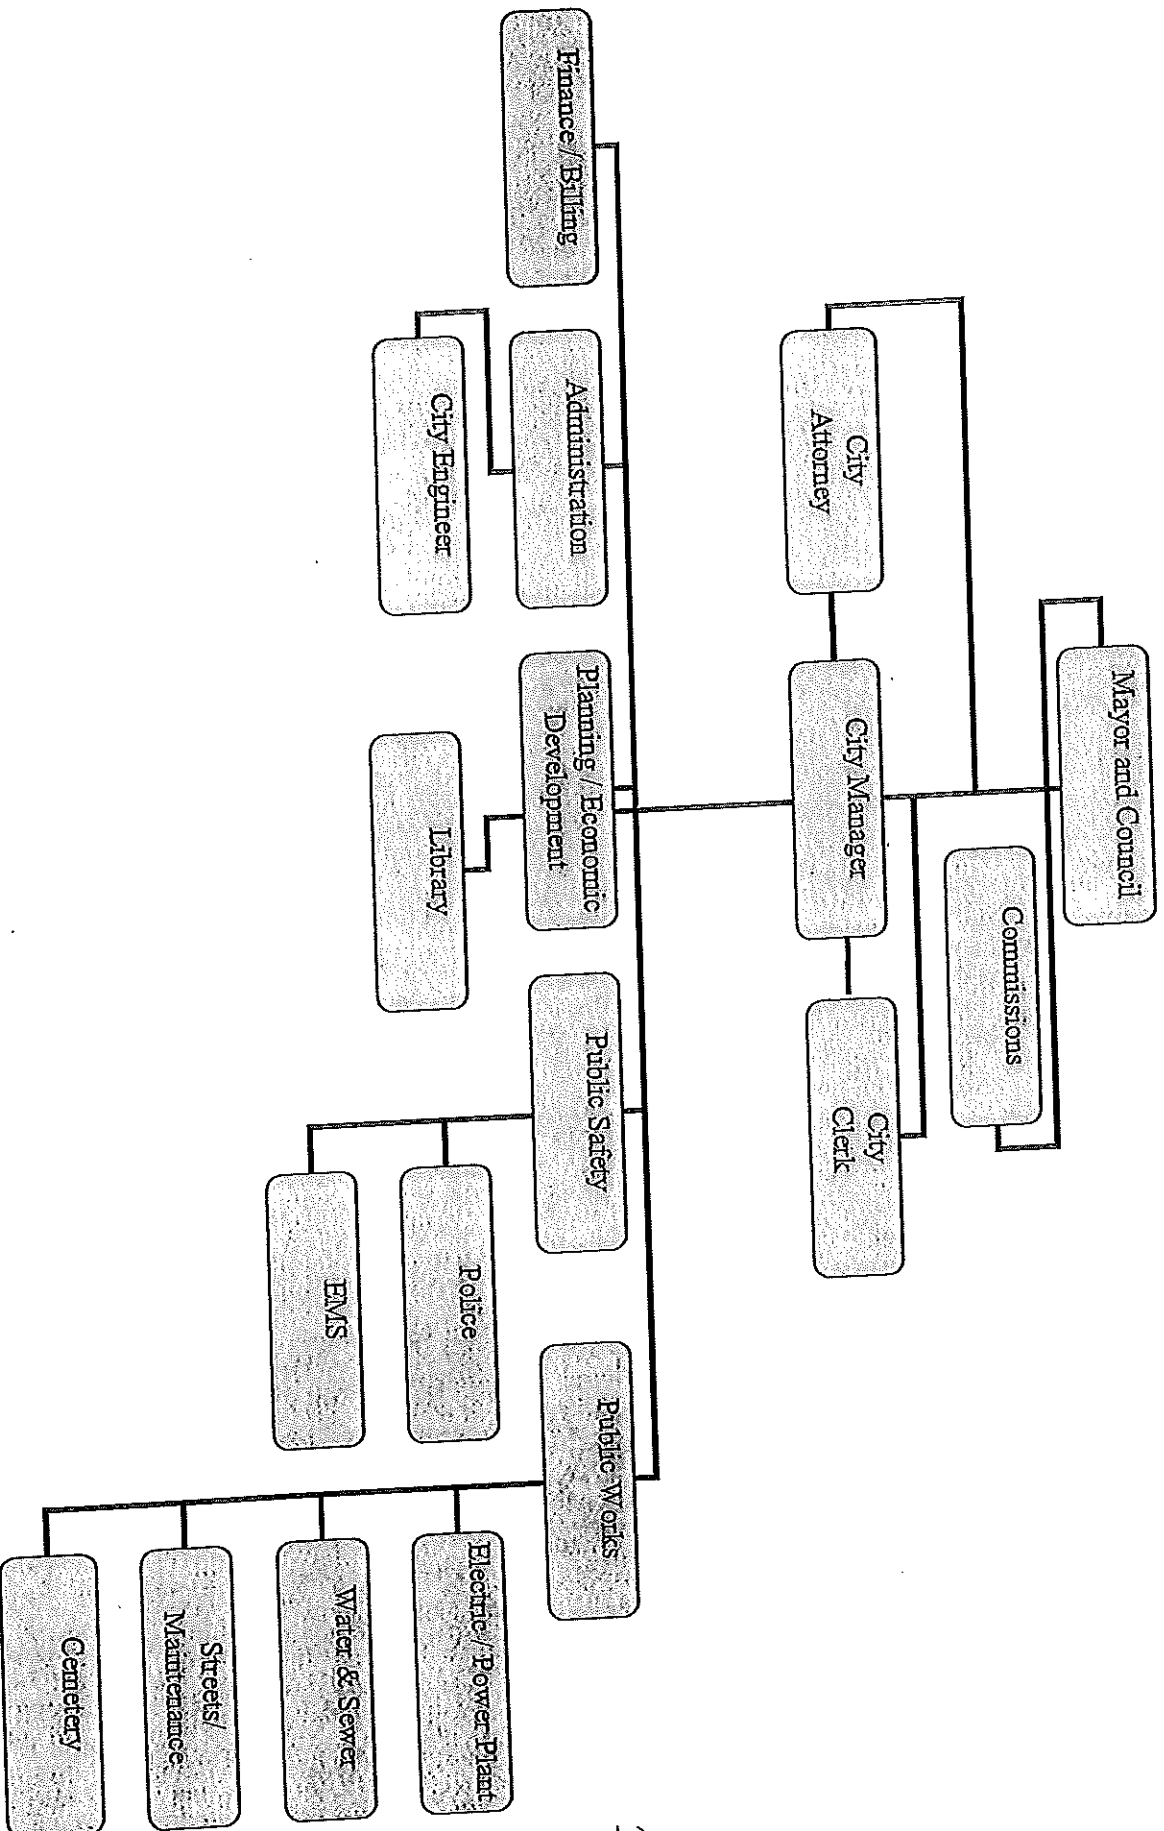 Mayor and Council
Commissions
City
Attorney
City Manager
City
Clerk
Finance / Billing
Administration
City Engineer
Planning / Economic
Development
Library
Public Safety
Police
EMS
Public Works
Electric / Power Plant
Water & Sewer
Streets/
Maintenance
Cemetery